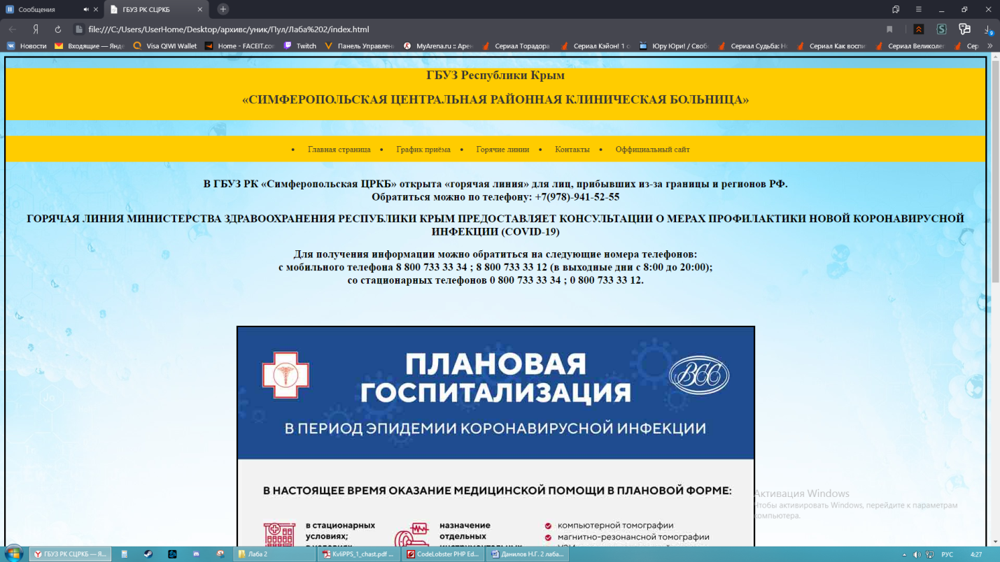 Сообщения
ГБУЗ РК СЦРКБ
file:///C:/Users/UserHome/Desktop/архивс/уник/Пул/Лаба%202/index.html
Новости Входящие — Янде Visa QIWI Wallet Home - FACEIT.com Twitch Панель Управлен MyArena.ru :: Арен Сериал Торадора Сериал Кэйон! 1 с Юру Юри! / Своб Сериал Судьба: Н Сериал Как воспи Сериал Великолег Сер »
ГБУЗ Республики Крым
«СИМФЕРОПОЛЬСКАЯ ЦЕНТРАЛЬНАЯ РАЙОННАЯ КЛИНИЧЕСКАЯ БОЛЬНИЦА»
• Главная страница • График приёма • Горячие линии • Контакты • Оффициальный сайт
В ГБУЗ РК «Симферопольская ЦРКБ» открыта «горячая линия» для лиц, прибывших из-за границы и регионов РФ.
Обратиться можно по телефону: +7(978)-941-52-55
ГОРЯЧАЯ ЛИНИЯ МИНИСТЕРСТВА ЗДРАВООХРАНЕНИЯ РЕСПУБЛИКИ КРЫМ ПРЕДОСТАВЛЯЕТ КОНСУЛЬТАЦИИ О МЕРАХ ПРОФИЛАКТИКИ НОВОЙ КОРОНАВИРУСНОЙ
ИНФЕКЦИИ (COVID-19)
Для получения информации можно обратиться на следующие номера телефонов:
с мобильного телефона 8 800 733 33 34 ; 8 800 733 33 12 (в выходные дни с 8:00 до 20:00);
со стационарных телефонов 0 800 733 33 34 ; 0 800 733 33 12.
ПЛАНОВАЯ
ГОСПИТАЛИЗАЦИЯ
ВСС
В ПЕРИОД ЭПИДЕМИИ КОРОНАВИРУСНОЙ ИНФЕКЦИИ
В НАСТОЯЩЕЕ ВРЕМЯ ОКАЗАНИЕ МЕДИЦИНСКОЙ ПОМОЩИ В ПЛАНОВОЙ ФОРМЕ:
в стационарных
условиях;
назначение
отдельных
компьютерной томографии
магнитно-резонансной томографии
Активация Windows
Чтобы активировать Windows, перейдите к параметрам
компьютера.
ГБУЗ РК СЦРКБ — Я... Лаба 2 KvliPPS_1_chast.pdf ... CodeLobster PHP Ed... Данилов Н.Г. 2 лаба... РУС 4:27